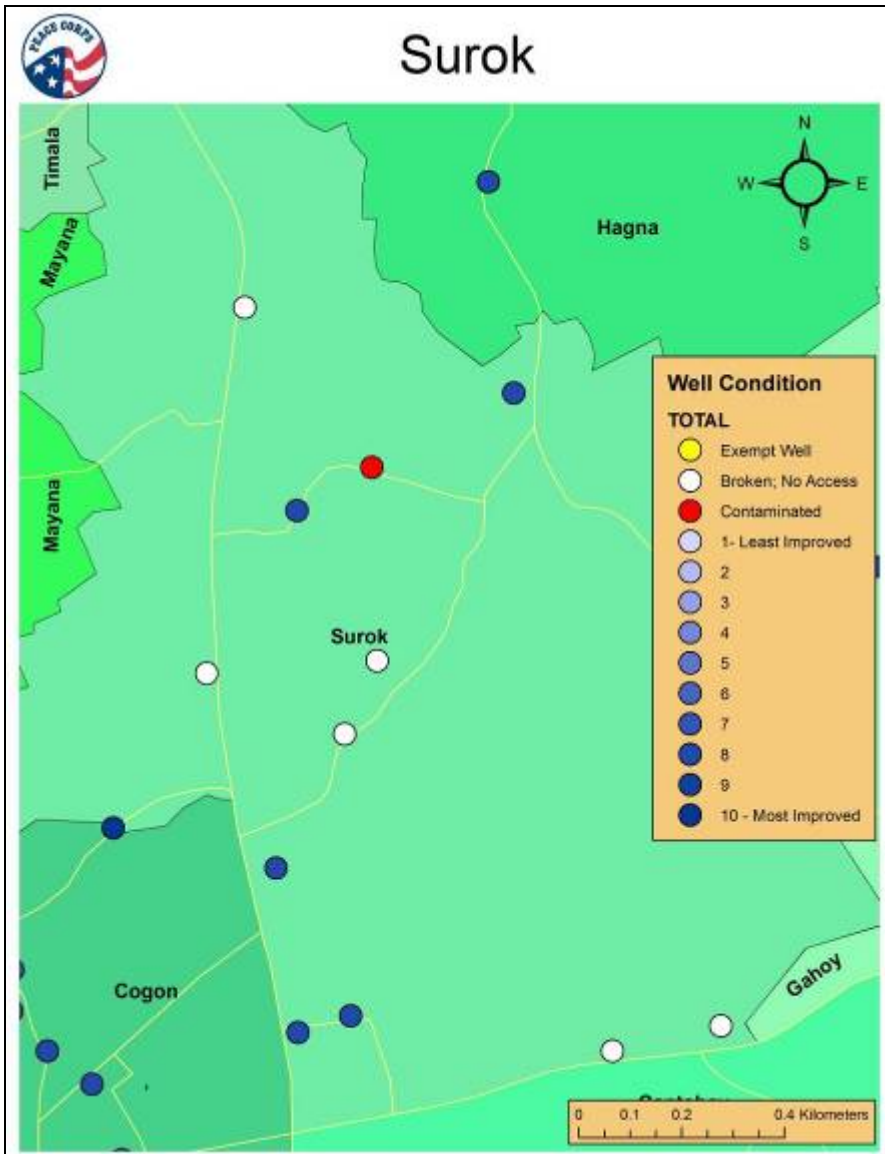 PEACE CORPS
Surok
Timala
Mayana
Hagna
N
W
E
S
Mayana
Surok
Cogon
Gahoy
Well Condition
TOTAL
Exempt Well
Broken; No Access
Contaminated
1- Least Improved
2
3
4
5
6
7
8
9
10 - Most Improved
0 0.1 0.2 0.4 Kilometers